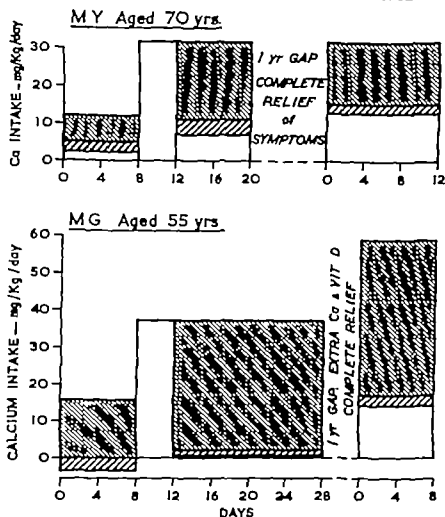 MY Aged 70 yrs.
Ca INTAKE—mg/Kg/day
30
20
10
0
0 4 8 12 16 20
1 yr GAP
COMPLETE
RELIEF
of
SYMPTOMS
0 4 8 12
MG Aged 55 yrs.
CALCIUM INTAKE—mg/Kg/day
60
50
40
30
20
10
0
0 4 8 12 16 20 24 28
1 yr GAP. EXTRA Ca & VIT D
COMPLETE RELIEF
0 4 8
DAYS